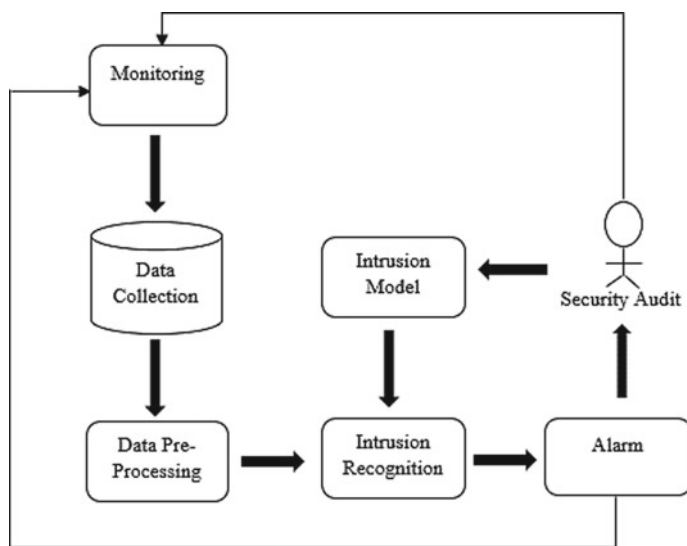 Monitoring
Data
Collection
Intrusion
Model
Security Audit
Data Pre-
Processing
Intrusion
Recognition
Alarm